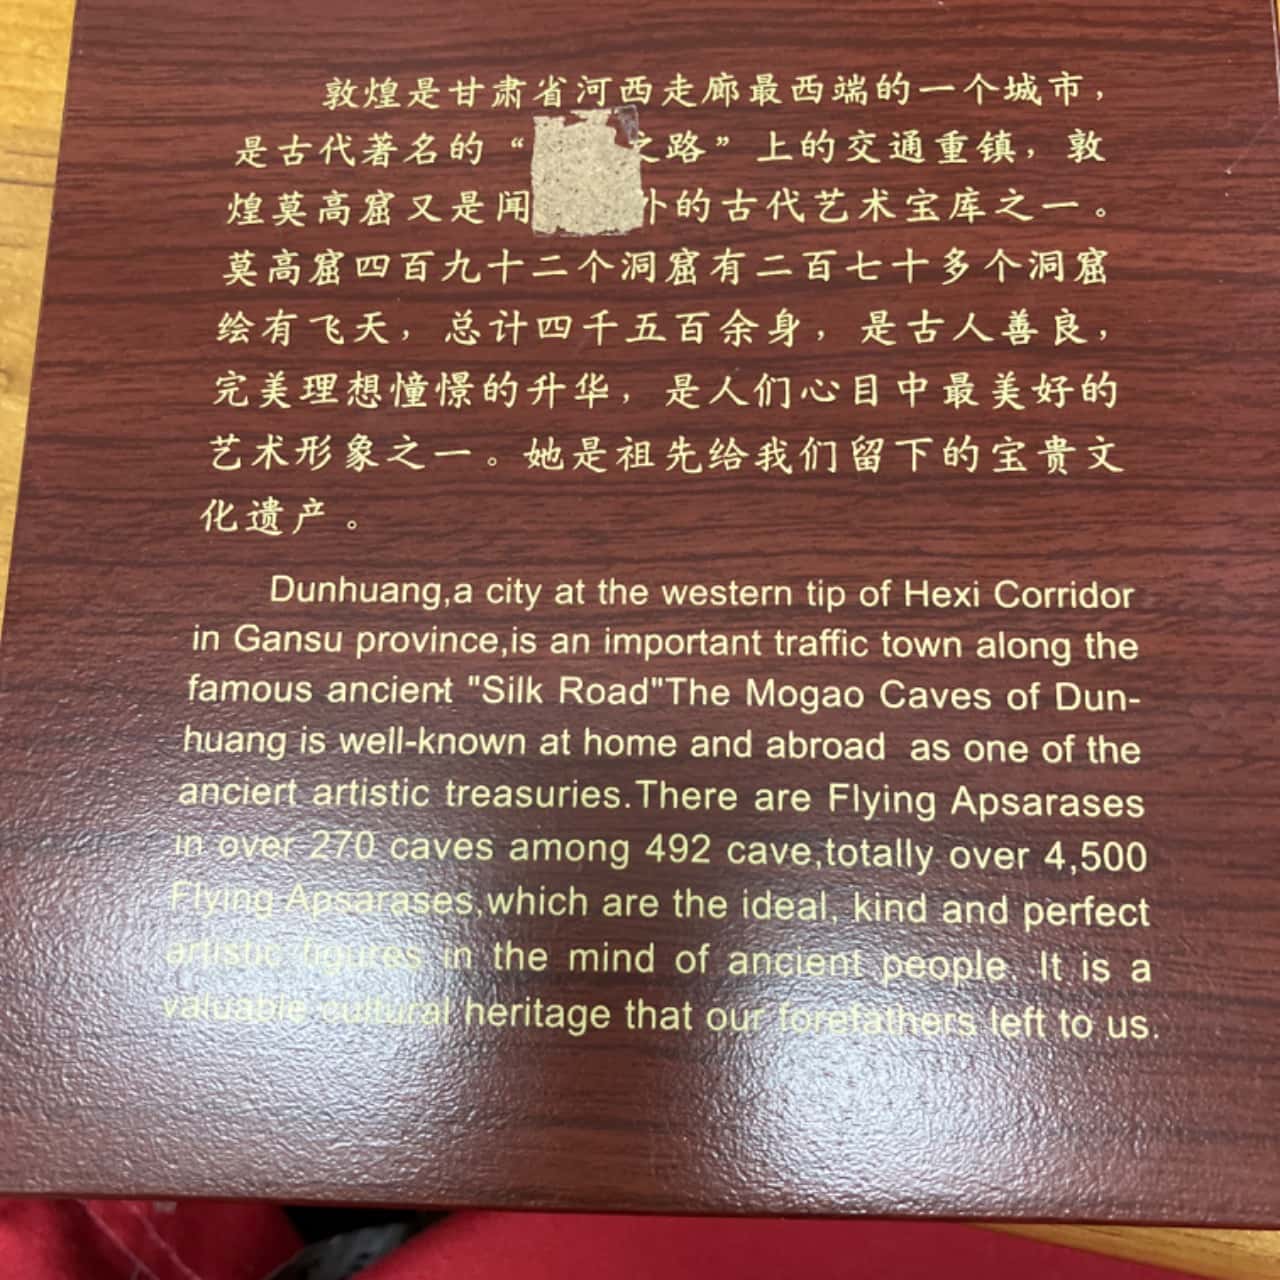 敦煌是甘肃省河西走廊最西端的一个城市，
是古代著名的“之路”上的交通重镇，敦
煌莫高窟又是闻外的古代艺术宝库之一。
莫高窟四百九十二个洞窟有二百七十多个洞窟
绘有飞天，总计四千五百余身，是古人善良，
完美理想憧憬的升华，是人们心目中最美好的
艺术形象之一。她是祖先给我们留下的宝贵文
化遗产。
Dunhuang,a city at the western tip of Hexi Corridor
in Gansu province,is an important traffic town along the
famous ancient "Silk Road"The Mogao Caves of Dun-
huang is well-known at home and abroad as one of the
anciert artistic treasuries.There are Flying Apsarases
in over 270 caves among 492 cave,totally over 4,500
Flying Apsarases,which are the ideal, kind and perfect
artistic figures in the mind of ancient people. It is a
valuable cultural heritage that our forefathers left to us.